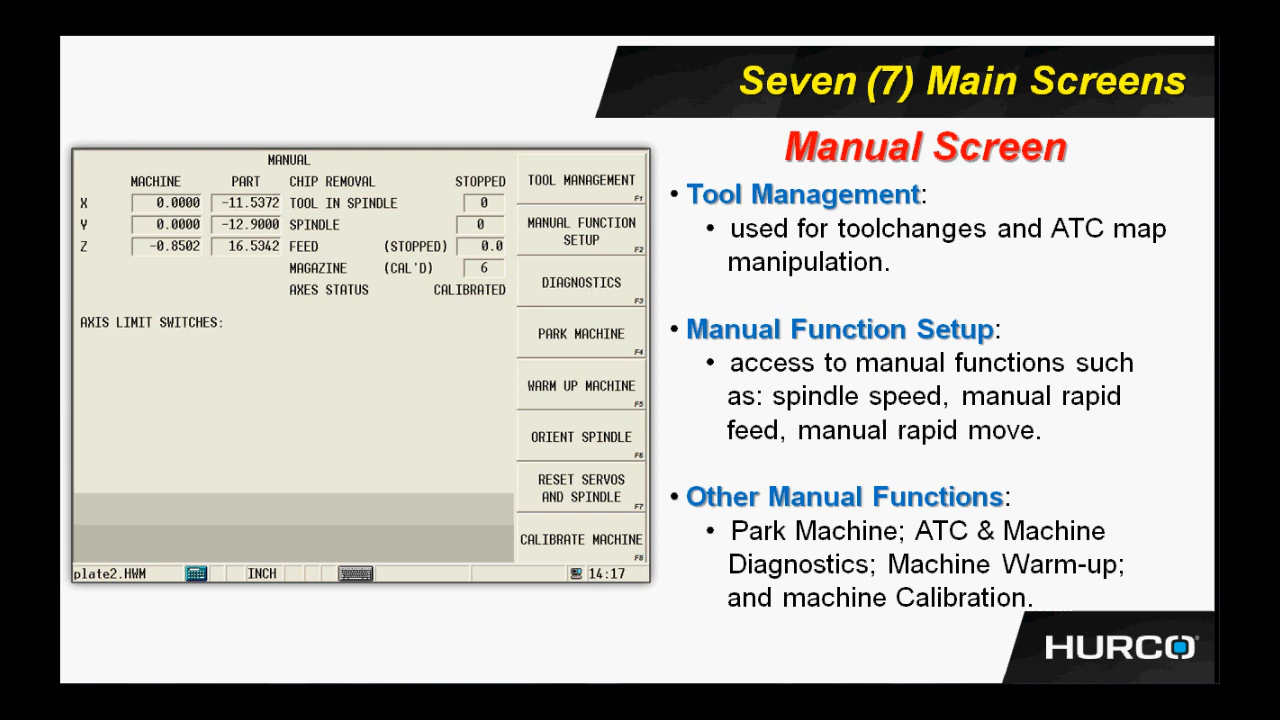 Seven (7) Main Screens
Manual Screen
MANUAL
MACHINE PART CHIP REMOVAL STOPPED
X 0.0000 -11.5372 TOOL IN SPINDLE 0
Y 0.0000 -12.9000 SPINDLE 0
Z -0.8502 16.5342 FEED (STOPPED) 0.0
MAGAZINE (CAL'D) 6
AXES STATUS CALIBRATED
AXIS LIMIT SWITCHES:
TOOL MANAGEMENT
F1
MANUAL FUNCTION
SETUP
F2
DIAGNOSTICS
F3
PARK MACHINE
F4
WARM UP MACHINE
F5
ORIENT SPINDLE
F6
RESET SERVOS
AND SPINDLE
F7
CALIBRATE MACHINE
F8
plate2.HWM INCH 14:17
• Tool Management:
• used for toolchanges and ATC map
manipulation.
• Manual Function Setup:
• access to manual functions such
as: spindle speed, manual rapid
feed, manual rapid move.
• Other Manual Functions:
• Park Machine; ATC & Machine
Diagnostics; Machine Warm-up;
and machine Calibration.
HURCO